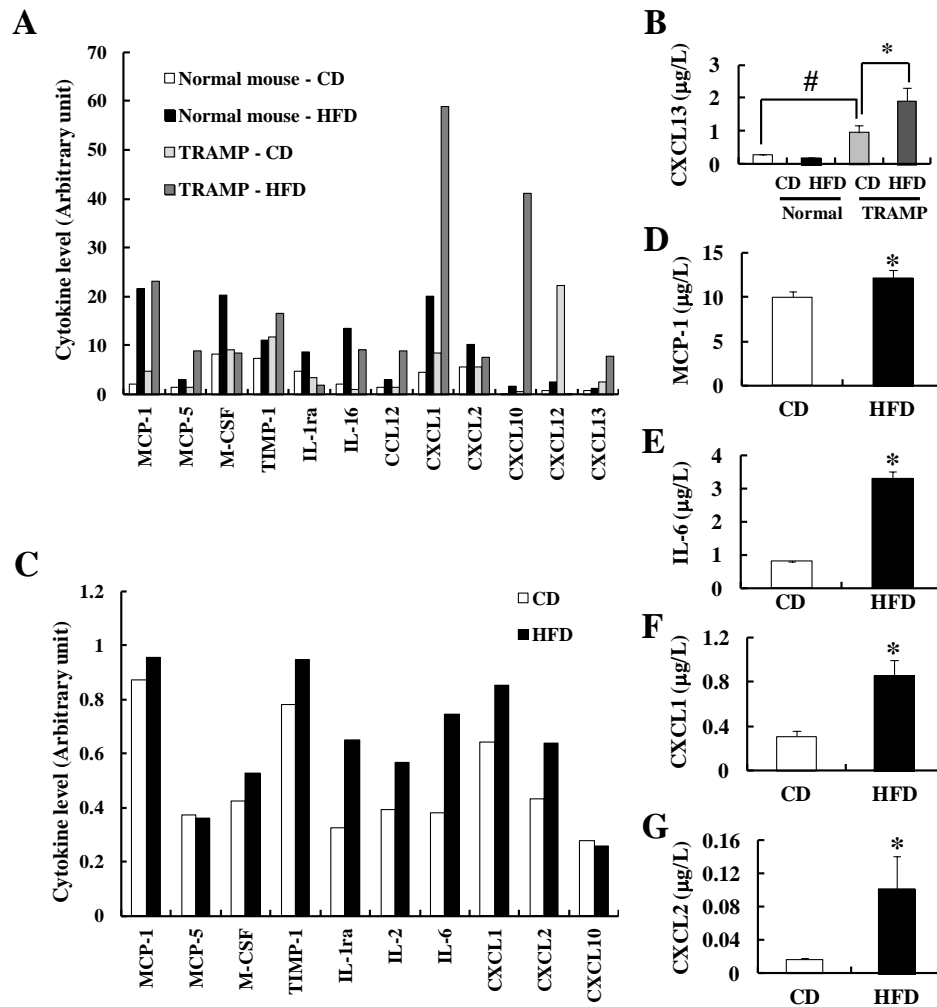 A
Cytokine level (Arbitrary unit)
70
60
50
40
30
20
10
0
Normal mouse - CD
Normal mouse - HFD
TRAMP - CD
TRAMP - HFD
MCP-1
MCP-5
M-CSF
TIMP-1
IL-1ra
IL-16
CCL12
CXCL1
CXCL2
CXCL10
CXCL12
CXCL13
B
CXCL13 (µg/L)
3
2
1
0
#
*
CD HFD CD HFD
Normal TRAMP
C
Cytokine level (Arbitrary unit)
1.2
1
0.8
0.6
0.4
0.2
0
CD
HFD
MCP-1
MCP-5
M-CSF
TIMP-1
IL-1ra
IL-2
IL-6
CXCL1
CXCL2
CXCL10
D
MCP-1 (µg/L)
15
10
5
0
*
CD HFD
E
IL-6 (µg/L)
4
3
2
1
0
*
CD HFD
F
CXCL1 (µg/L)
1.2
0.8
0.4
0
*
CD HFD
G
CXCL2 (µg/L)
0.16
0.12
0.08
0.04
0
*
CD HFD